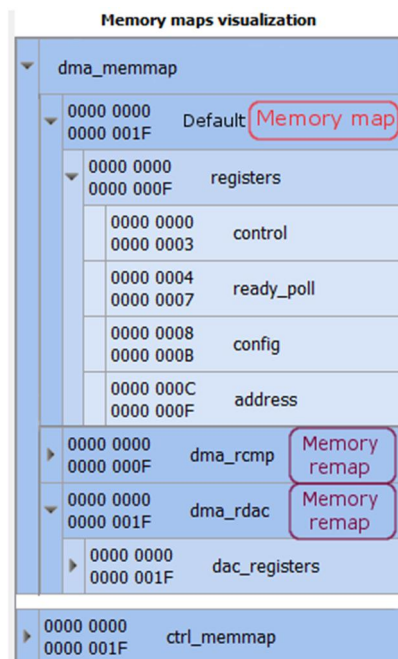 Memory maps visualization
dma_memmap
0000 0000
0000 001F
Default
Memory map
0000 0000
0000 000F
registers
0000 0000
0000 0003
control
0000 0004
0000 0007
ready_poll
0000 0008
0000 000B
config
0000 000C
0000 000F
address
0000 0000
0000 000F
dma_rcmp
Memory
remap
0000 0000
0000 001F
dma_rdac
Memory
remap
0000 0000
0000 001F
dac_registers
0000 0000
0000 001F
ctrl_memmap